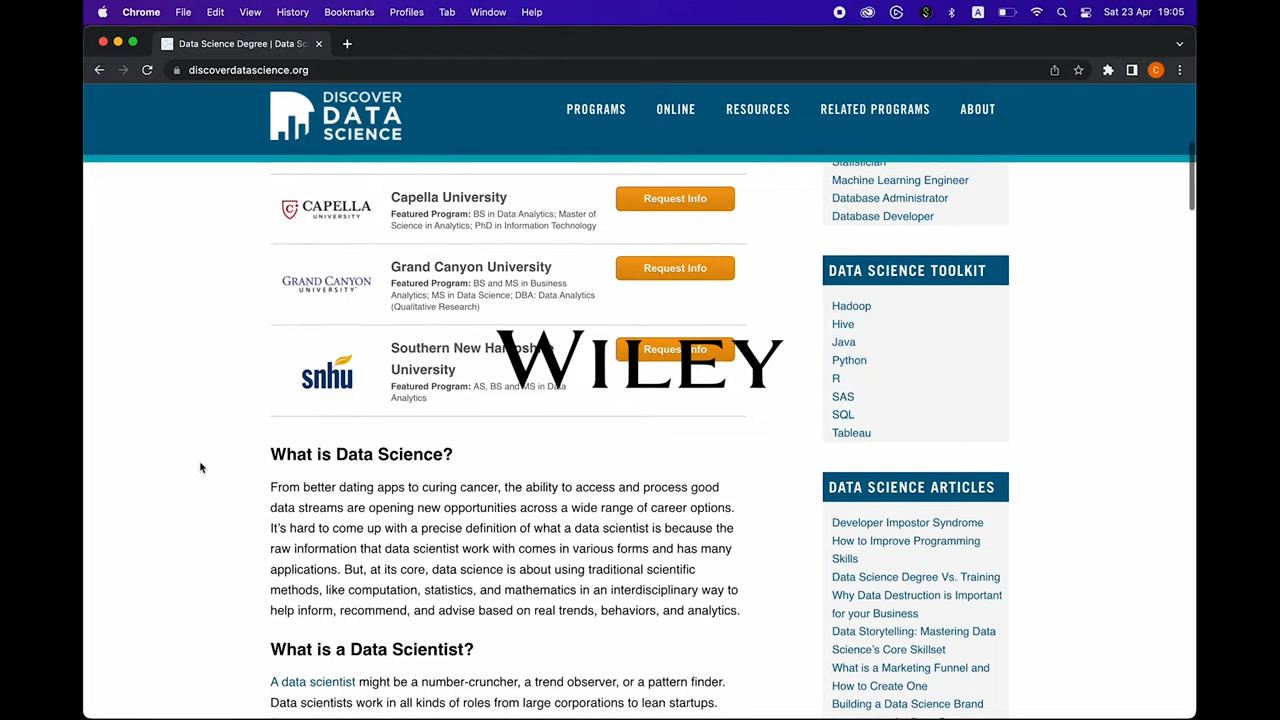 Chrome File Edit View History Bookmarks Profiles Tab Window Help
A
Sat 23 Apr 19:05
Data Science Degree | Data Sc
discoverdatascience.org
C
DISCOVER
DATA
SCIENCE
PROGRAMS ONLINE RESOURCES RELATED PROGRAMS ABOUT
CAPELLA
UNIVERSITY
Capella University
Featured Program: BS in Data Analytics; Master of
Science in Analytics; PhD in Information Technology
Request Info
GRAND CANYON
UNIVERSITY
Grand Canyon University
Featured Program: BS and MS in Business
Analytics; MS in Data Science; DBA: Data Analytics
(Qualitative Research)
Request Info
snhu
Southern New Hampshire
University
Featured Program: AS, BS and MS in Data
Analytics
Request Info
WILEY
What is Data Science?
From better dating apps to curing cancer, the ability to access and process good
data streams are opening new opportunities across a wide range of career options.
It’s hard to come up with a precise definition of what a data scientist is because the
raw information that data scientist work with comes in various forms and has many
applications. But, at its core, data science is about using traditional scientific
methods, like computation, statistics, and mathematics in an interdisciplinary way to
help inform, recommend, and advise based on real trends, behaviors, and analytics.
What is a Data Scientist?
A data scientist might be a number-cruncher, a trend observer, or a pattern finder.
Data scientists work in all kinds of roles from large corporations to lean startups.
Statistician
Machine Learning Engineer
Database Administrator
Database Developer
DATA SCIENCE TOOLKIT
Hadoop
Hive
Java
Python
R
SAS
SQL
Tableau
DATA SCIENCE ARTICLES
Developer Impostor Syndrome
How to Improve Programming
Skills
Data Science Degree Vs. Training
Why Data Destruction is Important
for your Business
Data Storytelling: Mastering Data
Science’s Core Skillset
What is a Marketing Funnel and
How to Create One
Building a Data Science Brand